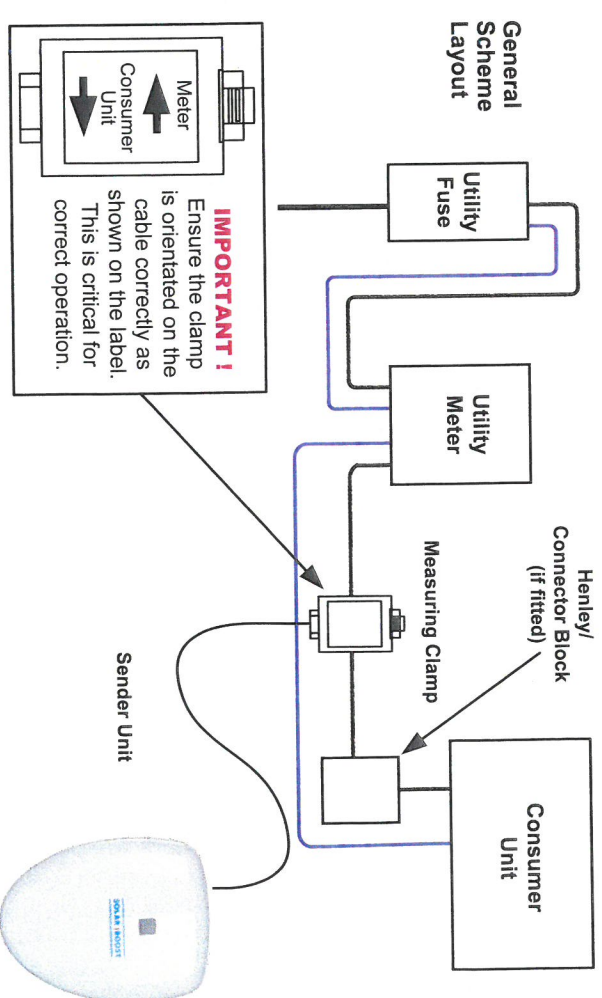 General
Scheme
Layout
Utility
Fuse
Utility
Meter
Henley/
Connector Block
(if fitted)
Consumer
Unit
Measuring Clamp
Sender Unit
SOLAR iBOOST
Meter
Consumer
Unit
IMPORTANT !
Ensure the clamp
is orientated on the
cable correctly as
shown on the label.
This is critical for
correct operation.